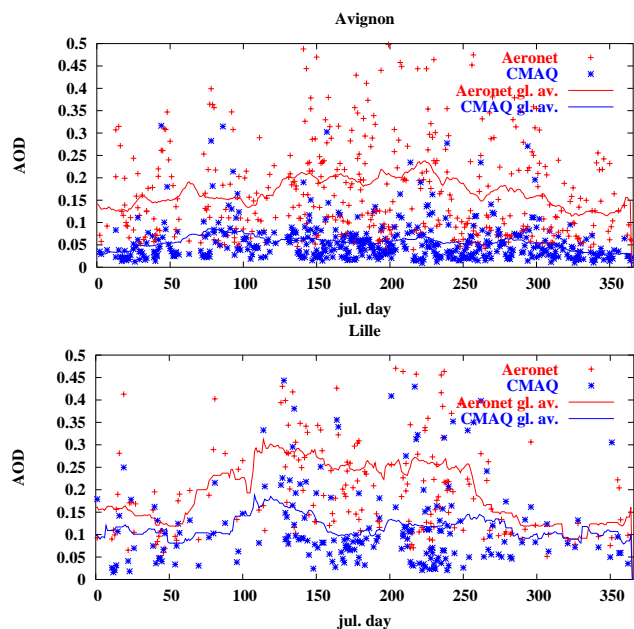 Avignon
0.5
0.45
0.4
0.35
0.3
0.25
0.2
0.15
0.1
0.05
0
AOD
Aeronet
CMAQ
Aeronet gl. av.
CMAQ gl. av.
0 50 100 150 200 250 300 350
jul. day
Lille
0.5
0.45
0.4
0.35
0.3
0.25
0.2
0.15
0.1
0.05
0
AOD
Aeronet
CMAQ
Aeronet gl. av.
CMAQ gl. av.
0 50 100 150 200 250 300 350
jul. day